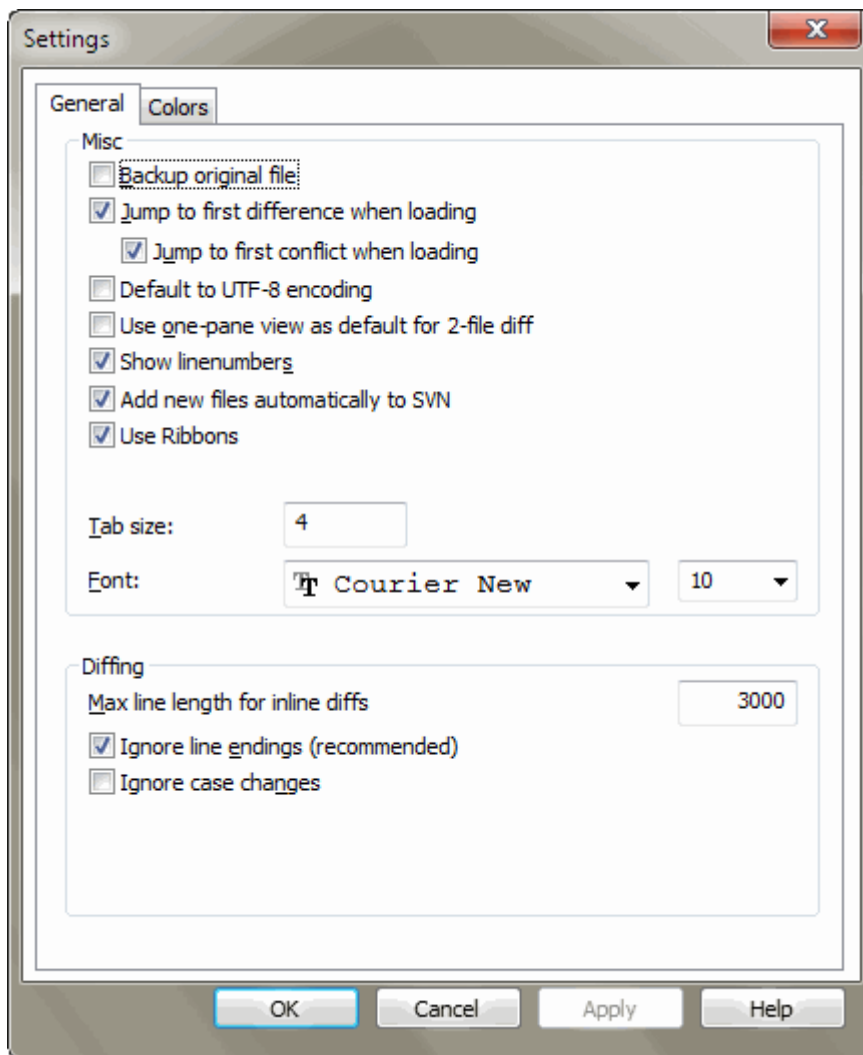 Settings
General Colors
Misc
Backup original file
Jump to first difference when loading
Jump to first conflict when loading
Default to UTF-8 encoding
Use one-pane view as default for 2-file diff
Show linenumbers
Add new files automatically to SVN
Use Ribbons
Tab size: 4
Font: Courier New 10
Diffing
Max line length for inline diffs 3000
Ignore line endings (recommended)
Ignore case changes
OK Cancel Apply Help